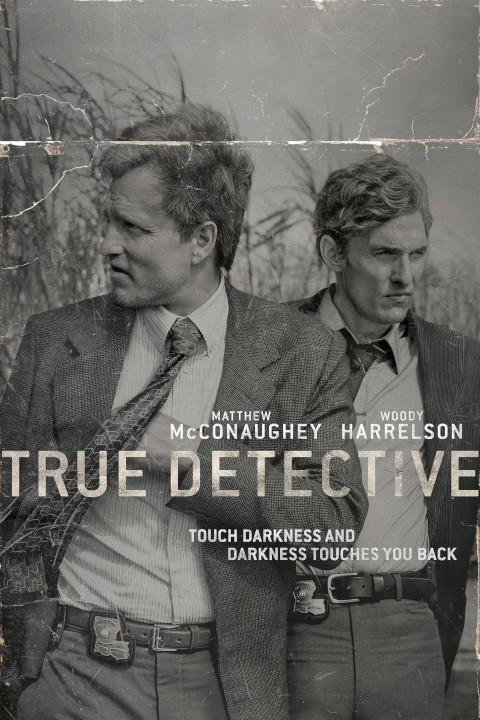 MATTHEW WOODY
McCONAUGHEY HARRELSON
TRUE DETECTIVE
TOUCH DARKNESS AND
DARKNESS TOUCHES YOU BACK